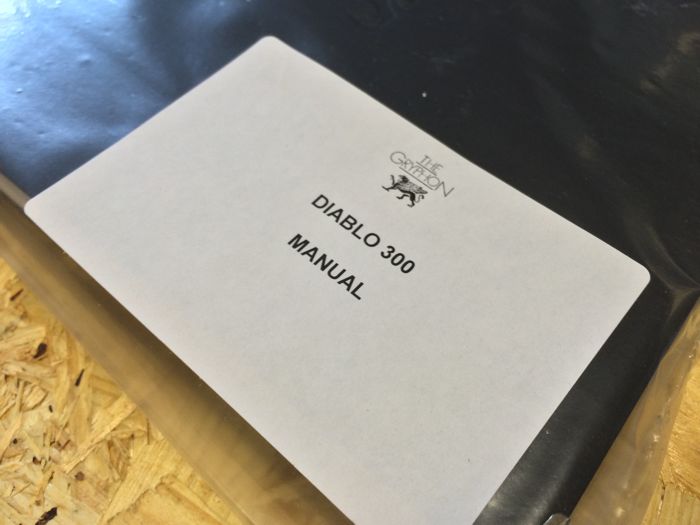 THE
GRYPHON
DIABLO 300
MANUAL